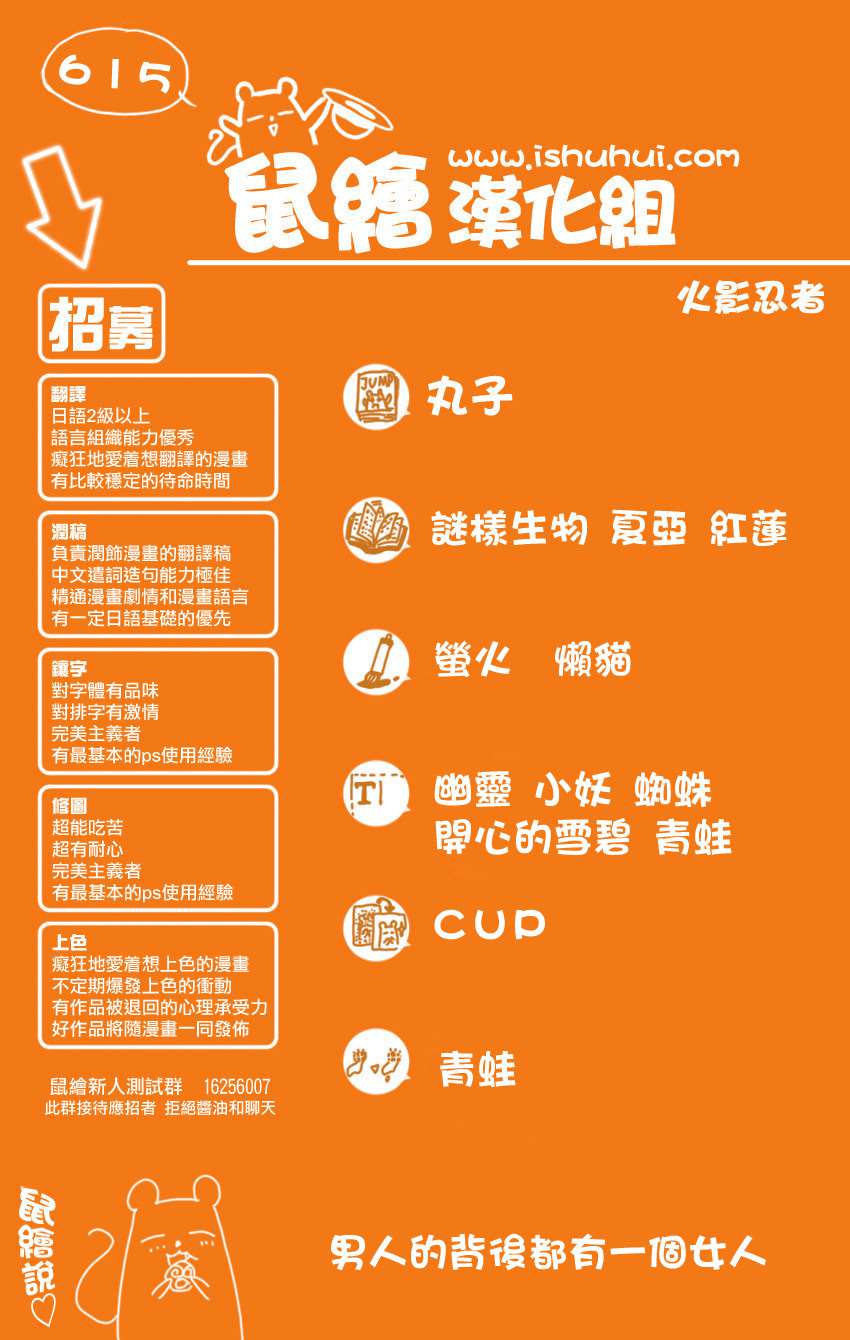 615
www.ishuhui.com
鼠繪漢化組
火影忍者
招募
翻譯
日語2級以上
語言組織能力優秀
癡狂地愛着想翻譯的漫畫
有比較穩定的待命時間
潤稿
負責潤飾漫畫的翻譯稿
中文遣詞造句能力極佳
精通漫畫劇情和漫畫語言
有一定日語基礎的優先
鑲字
對字體有品味
對排字有激情
完美主義者
有最基本的ps使用經驗
修圖
超能吃苦
超有耐心
完美主義者
有最基本的ps使用經驗
上色
癡狂地愛着想上色的漫畫
不定期爆發上色的衝動
有作品被退回的心理承受力
好作品將隨漫畫一同發佈
鼠繪新人測試群 16256007
此群接待應招者 拒絕醬油和聊天
JUMP
丸子
謎樣生物 夏亞 紅蓮
螢火 懶貓
T
幽靈 小妖 蜘蛛
開心的雪碧 青蛙
CUP
青蛙
鼠繪說♡
男人的背後都有一個女人